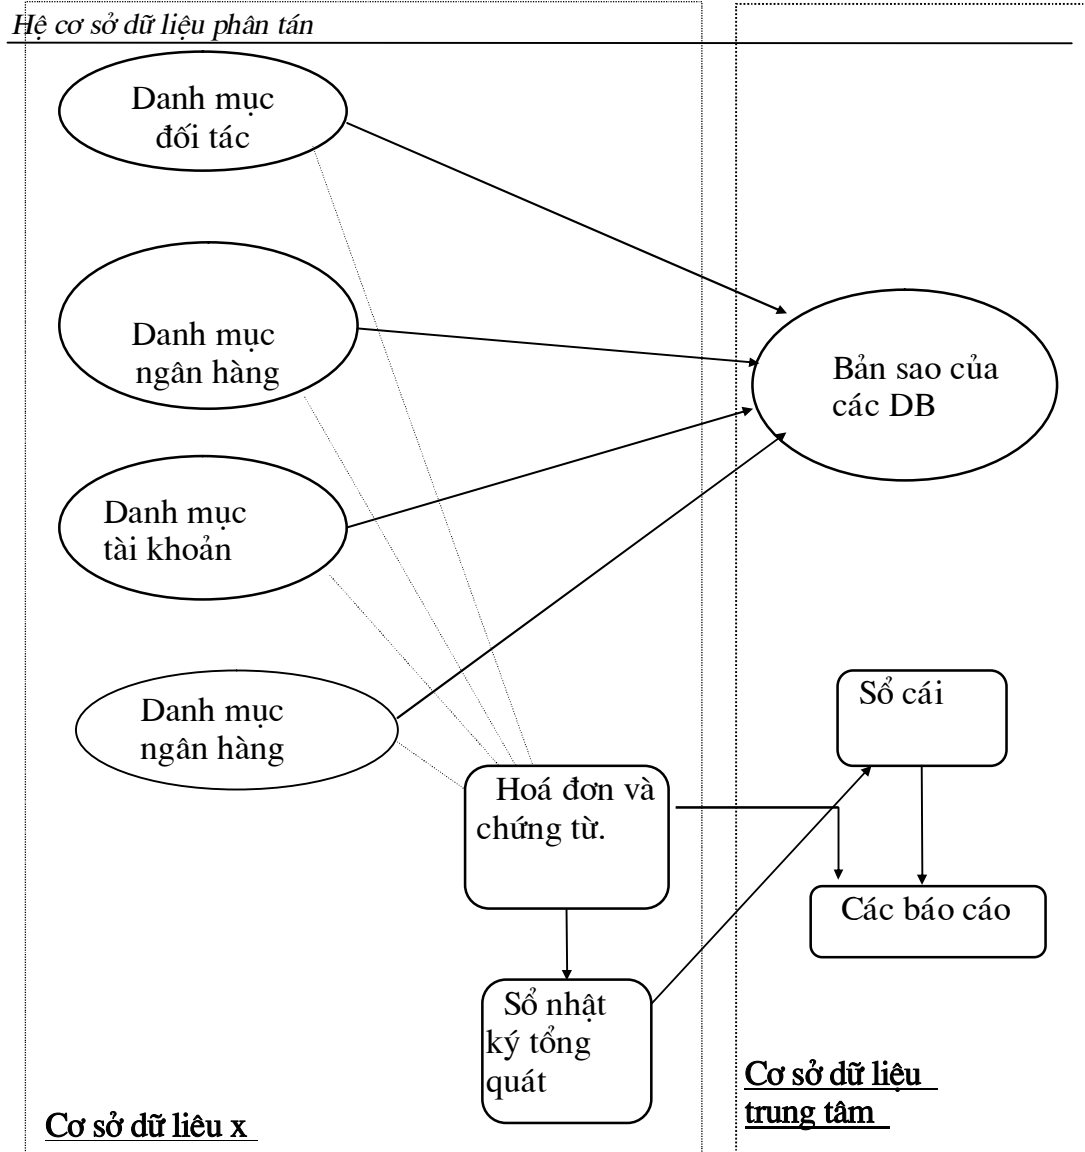 Hệ cơ sở dữ liệu phân tán
Danh mục
đối tác
Danh mục
ngân hàng
Bản sao của
các DB
Danh mục
tài khoản
Danh mục
ngân hàng
Sổ cái
Hoá đơn và
chứng từ.
Các báo cáo
Sổ nhật
ký tổng
quát
Cơ sở dữ liệu
trung tâm
Cơ sở dữ liêu x